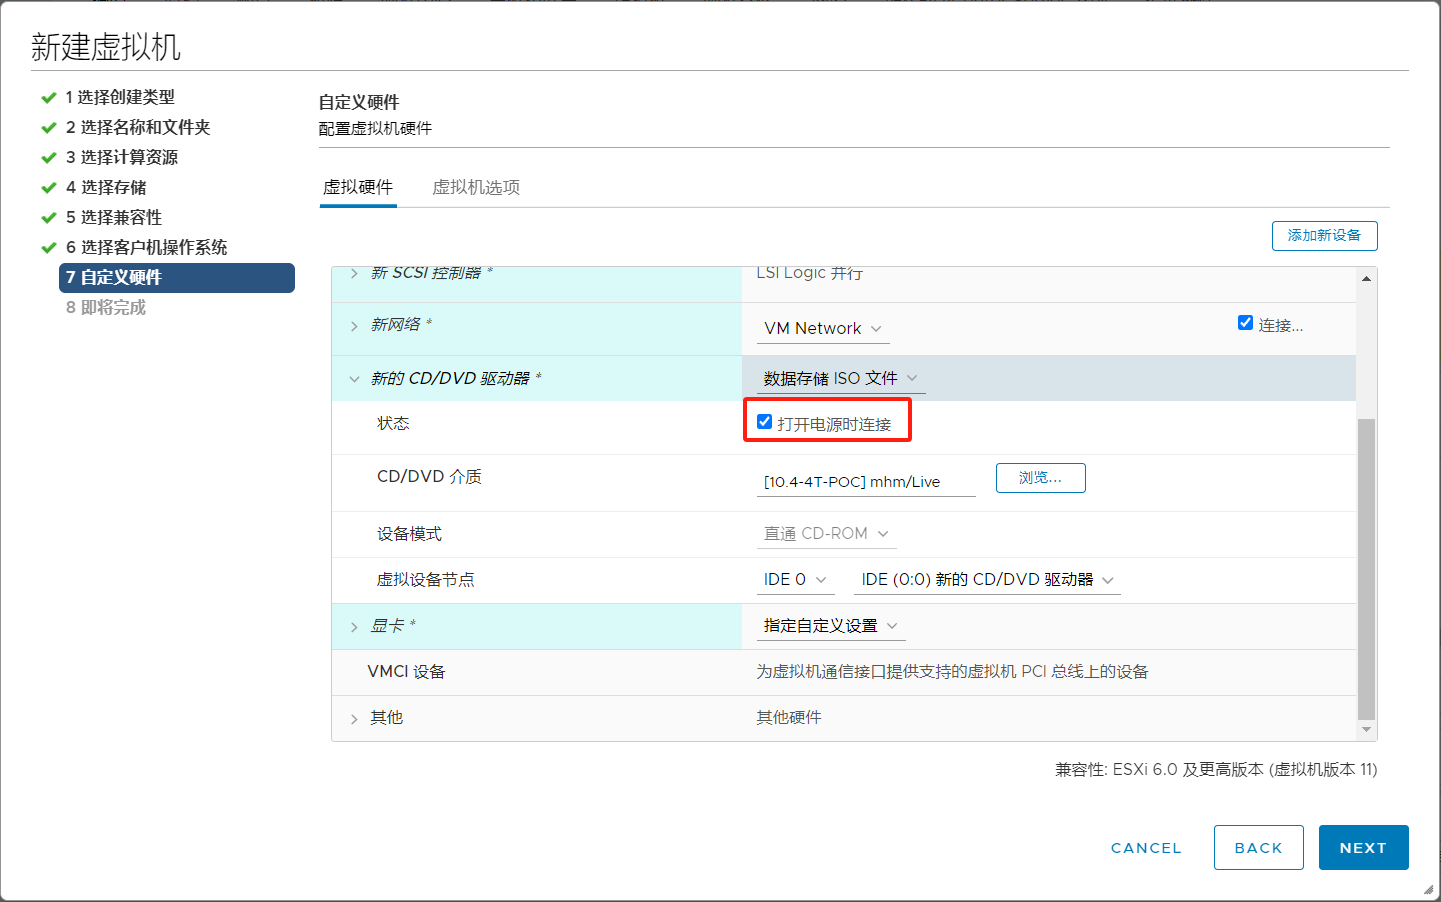 新建虚拟机
1 选择创建类型
2 选择名称和文件夹
3 选择计算资源
4 选择存储
5 选择兼容性
6 选择客户机操作系统
7 自定义硬件
8 即将完成
自定义硬件
配置虚拟机硬件
虚拟硬件 虚拟机选项
添加新设备
新 SCSI 控制器 * LSI Logic 并行
新网络 * VM Network 连接...
新的 CD/DVD 驱动器 * 数据存储 ISO 文件
状态 打开电源时连接
CD/DVD 介质 [10.4-4T-POC] mhm/Live 浏览...
设备模式 直通 CD-ROM
虚拟设备节点 IDE 0 IDE (0:0) 新的 CD/DVD 驱动器
显卡 * 指定自定义设置
VMCI 设备 为虚拟机通信接口提供支持的虚拟机 PCI 总线上的设备
其他 其他硬件
兼容性: ESXi 6.0 及更高版本 (虚拟机版本 11)
CANCEL BACK NEXT